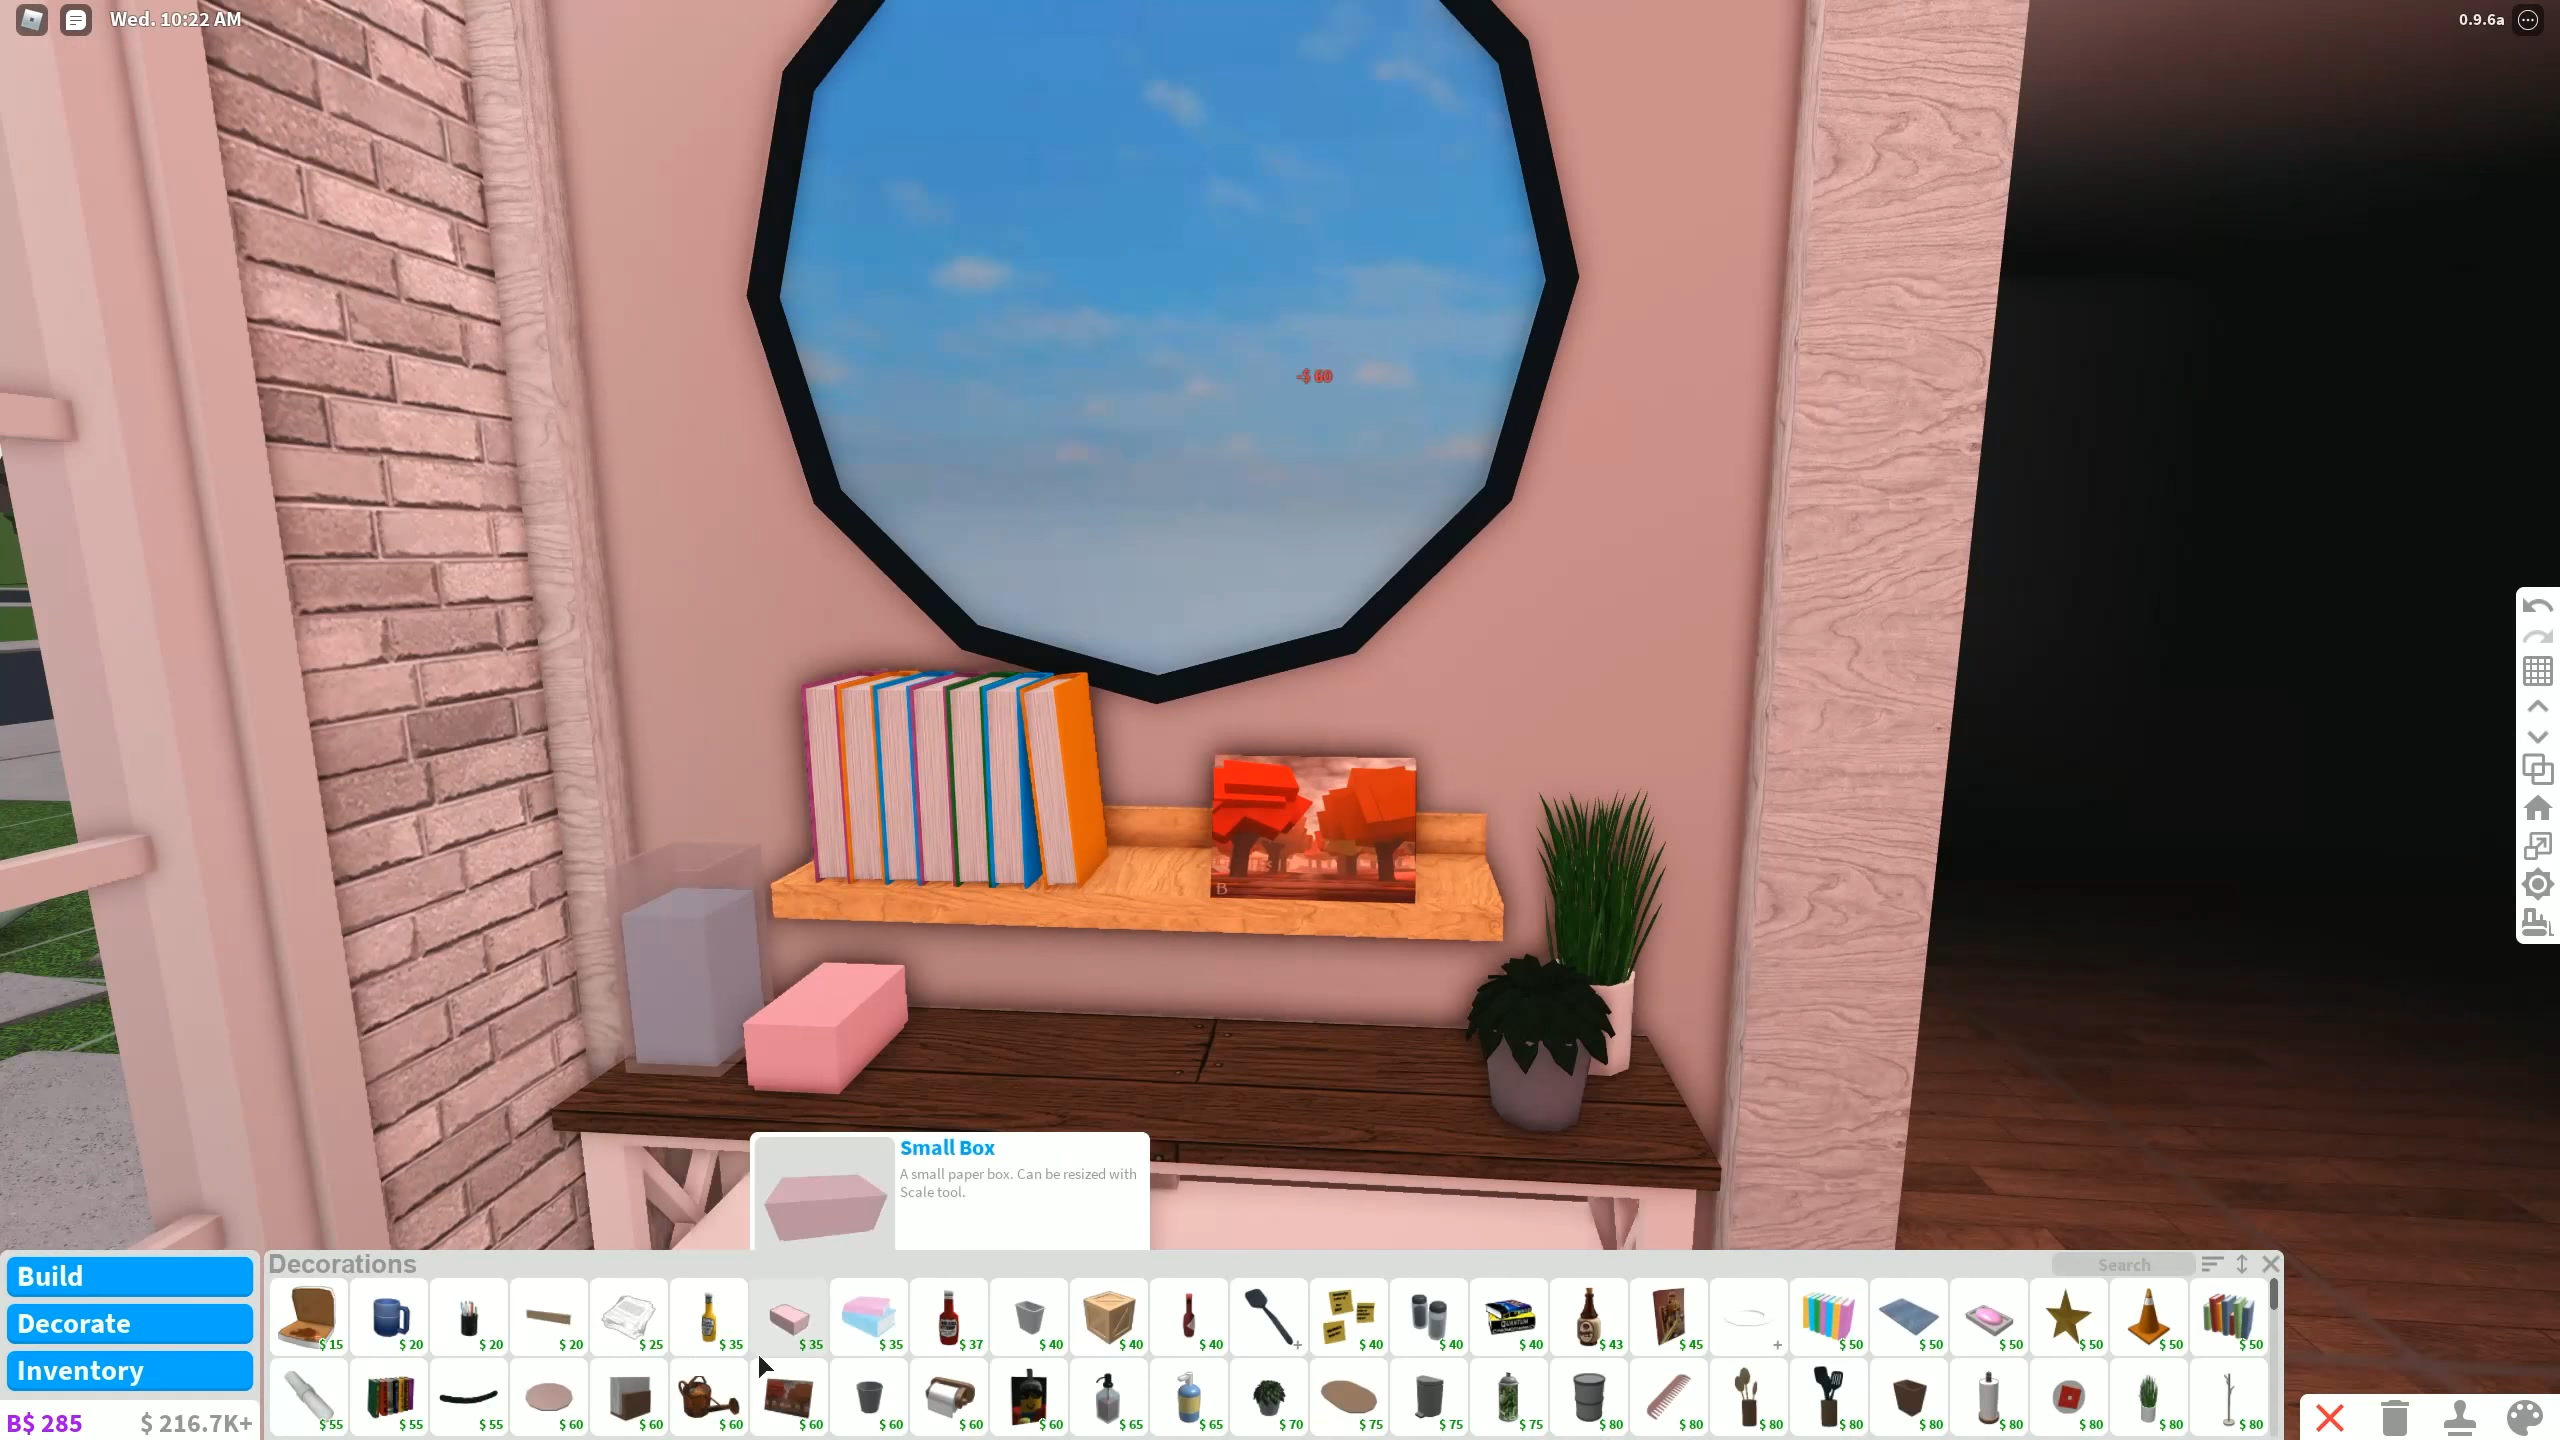 Wed. 10:22 AM
0.9.6a
-$ 60
B
Small Box
A small paper box. Can be resized with
Scale tool.
Build
Decorate
Inventory
B$ 285
$ 216.7K+
Decorations
Search
$ 15 $ 20 $ 20 $ 20 $ 25 $ 35 $ 35 $ 35 $ 37 $ 40 $ 40 $ 40 + $ 40 $ 40 $ 40 $ 43 $ 45 + $ 50 $ 50 $ 50 $ 50 $ 50 $ 50
$ 55 $ 55 $ 55 $ 60 $ 60 $ 60 $ 60 $ 60 $ 60 $ 60 $ 65 $ 65 $ 70 $ 75 $ 75 $ 75 $ 80 $ 80 $ 80 $ 80 $ 80 $ 80 $ 80 $ 80 $ 80